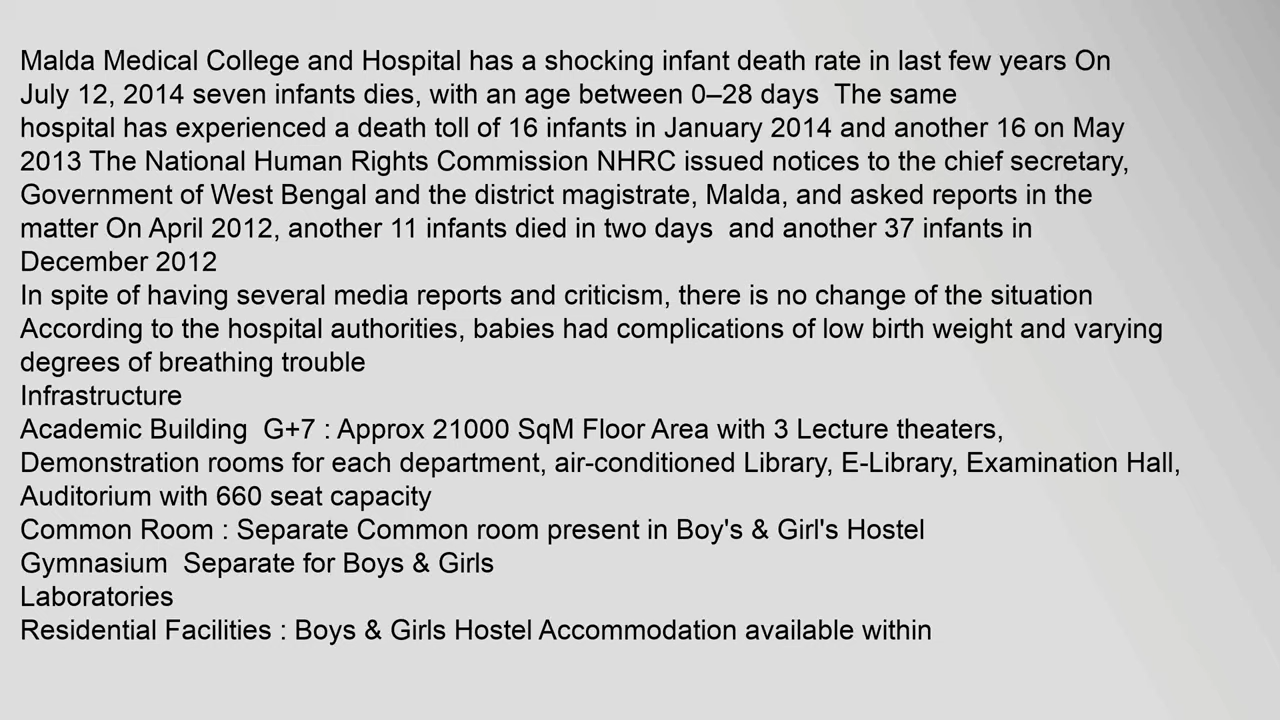 Malda Medical College and Hospital has a shocking infant death rate in last few years On
July 12, 2014 seven infants dies, with an age between 0–28 days  The same
hospital has experienced a death toll of 16 infants in January 2014 and another 16 on May
2013 The National Human Rights Commission NHRC issued notices to the chief secretary,
Government of West Bengal and the district magistrate, Malda, and asked reports in the
matter On April 2012, another 11 infants died in two days  and another 37 infants in
December 2012
In spite of having several media reports and criticism, there is no change of the situation
According to the hospital authorities, babies had complications of low birth weight and varying
degrees of breathing trouble
Infrastructure
Academic Building  G+7 : Approx 21000 SqM Floor Area with 3 Lecture theaters,
Demonstration rooms for each department, air-conditioned Library, E-Library, Examination Hall,
Auditorium with 660 seat capacity
Common Room : Separate Common room present in Boy's & Girl's Hostel
Gymnasium  Separate for Boys & Girls
Laboratories
Residential Facilities : Boys & Girls Hostel Accommodation available within